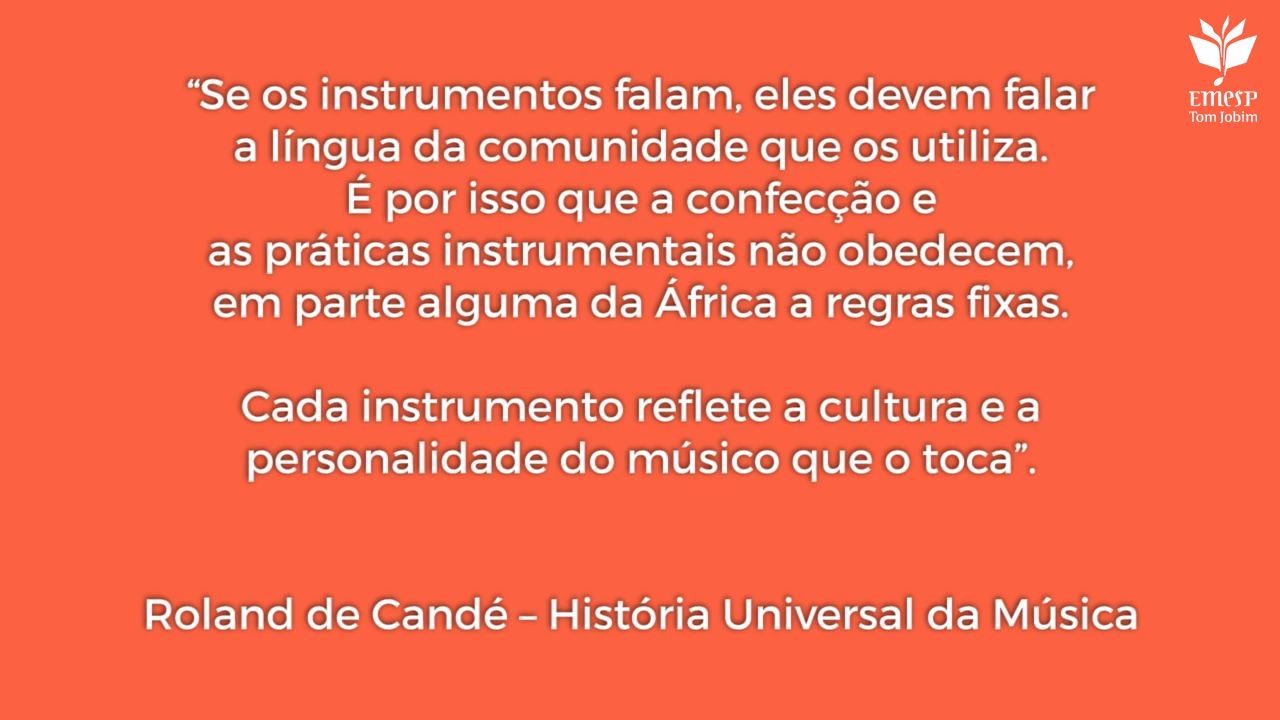 EMESP
Tom Jobim
“Se os instrumentos falam, eles devem falar
a língua da comunidade que os utiliza.
É por isso que a confecção e
as práticas instrumentais não obedecem,
em parte alguma da África a regras fixas.
Cada instrumento reflete a cultura e a
personalidade do músico que o toca”.
Roland de Candé – História Universal da Música